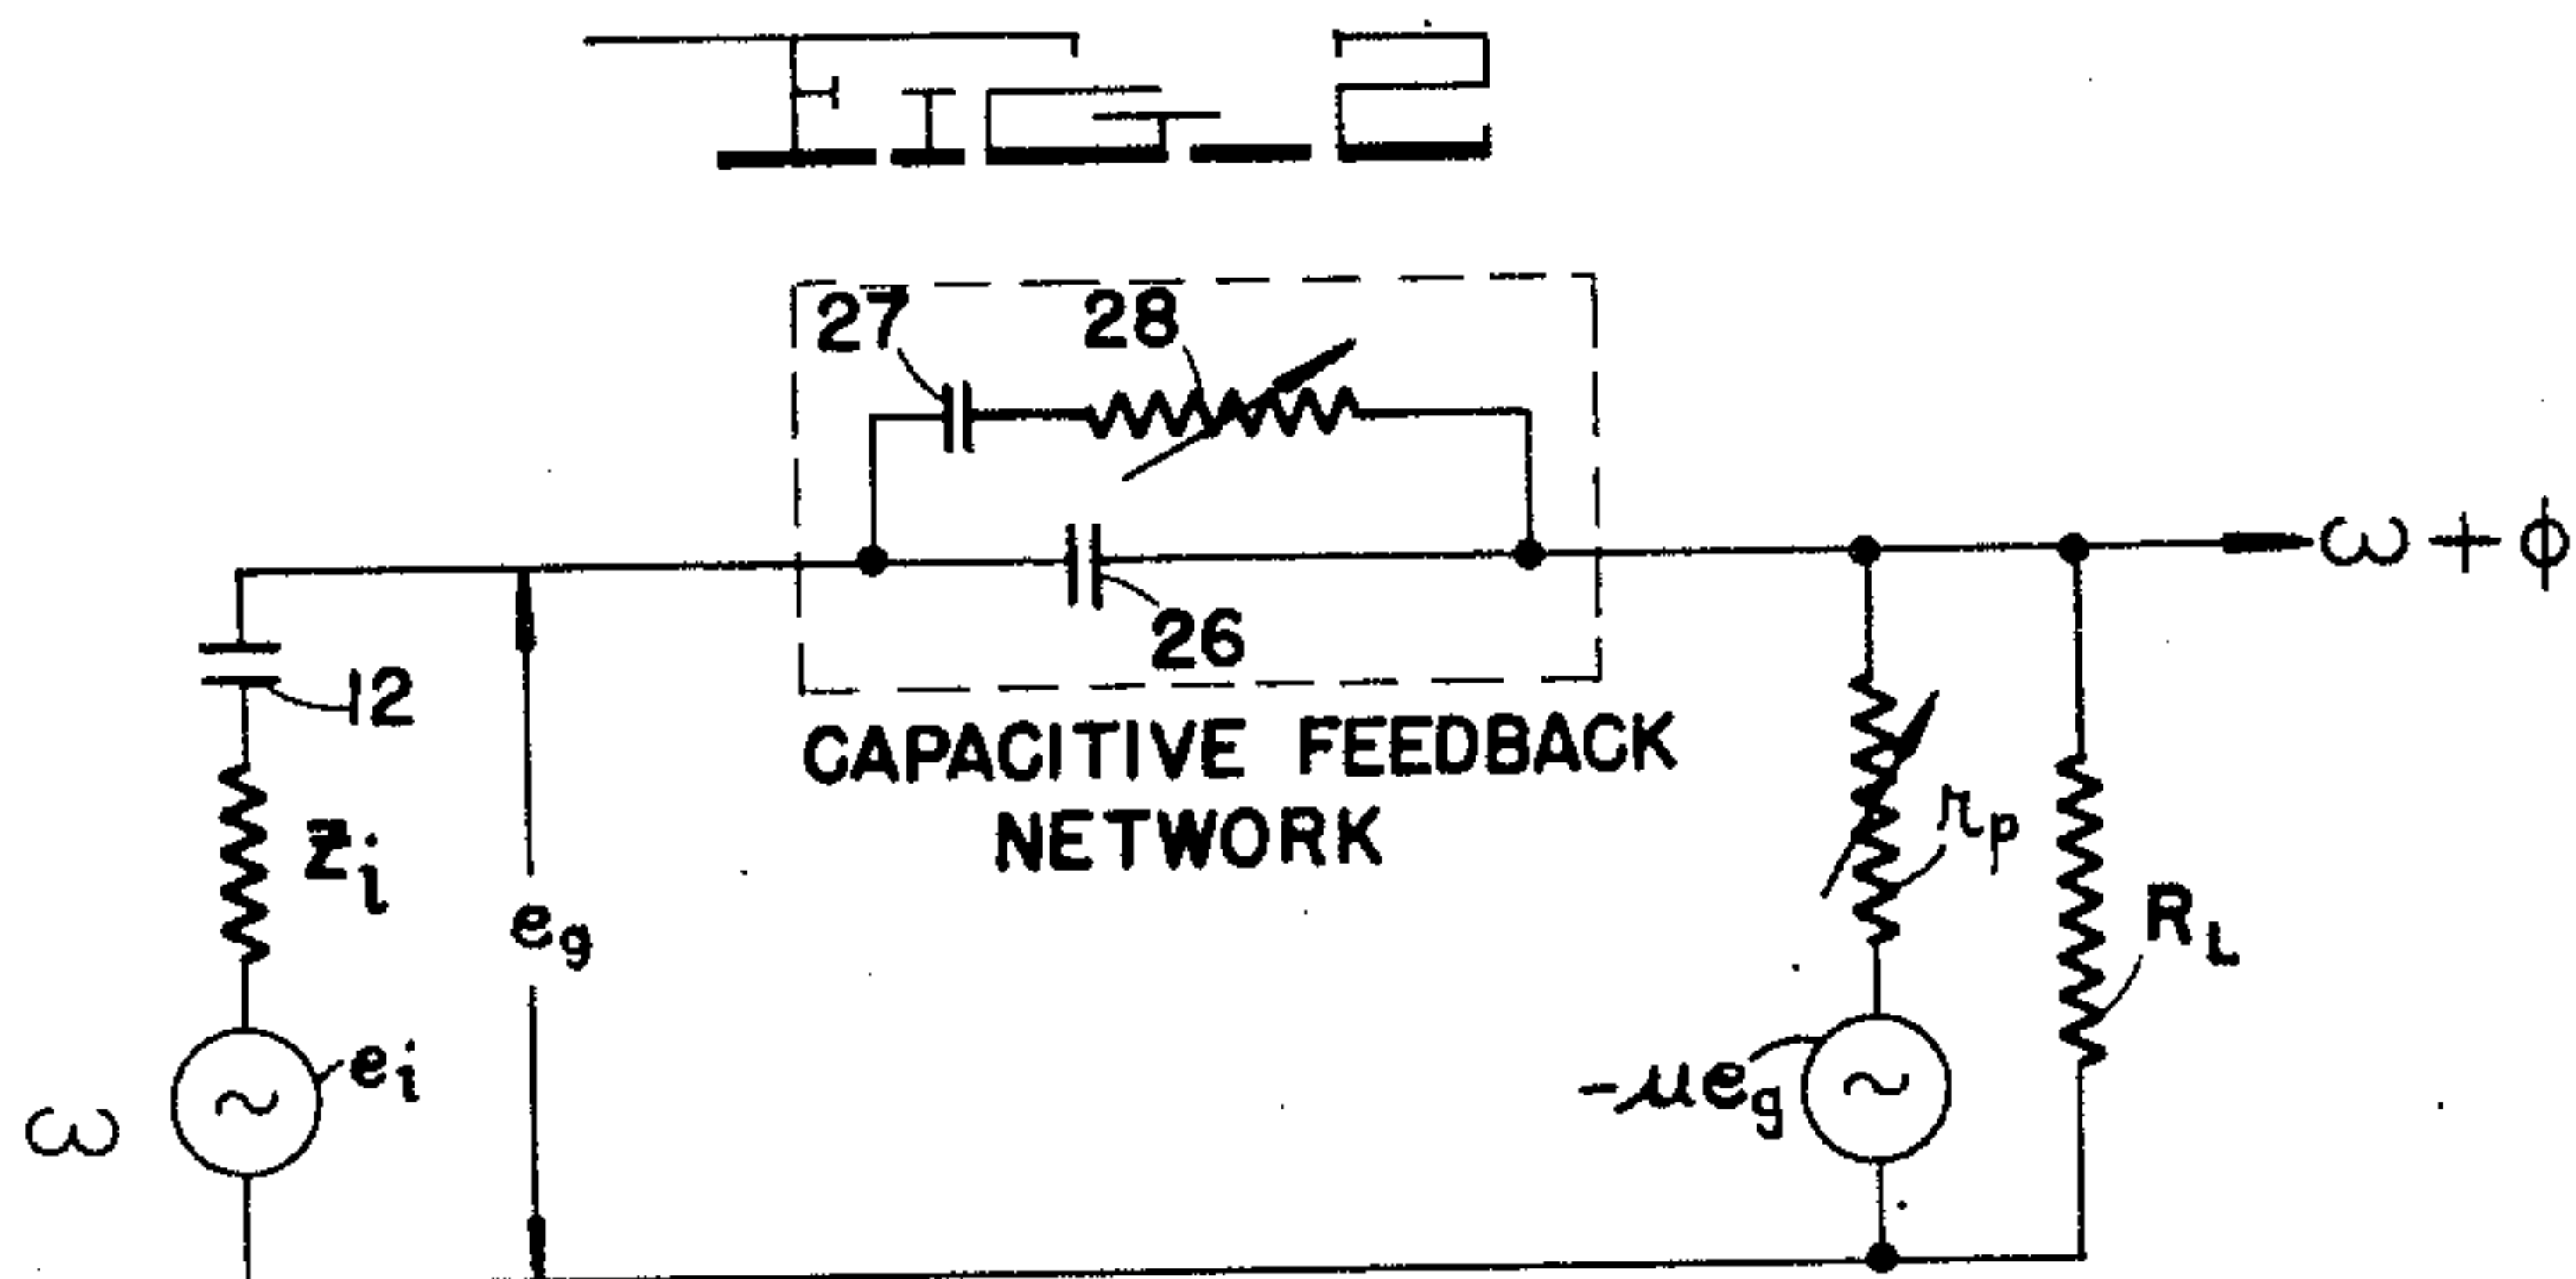 FIG_2
27 28
ω + φ
26
12
CAPACITIVE FEEDBACK
NETWORK
Zi
rp
eg
RL
ei
-μeg
ω